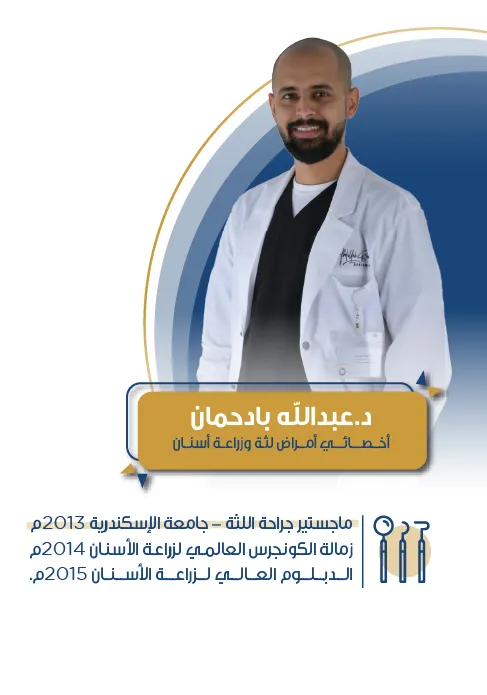 د.عبدالله بادحمان
أخصائي أمراض لثة وزراعة أسنان
ماجستير جراحة اللثة – جامعة الإسكندرية 2013م
زمالة الكونجرس العالمي لزراعة الأسنان 2014م
الدبلوم العالي لزراعة الأسنان 2015م.